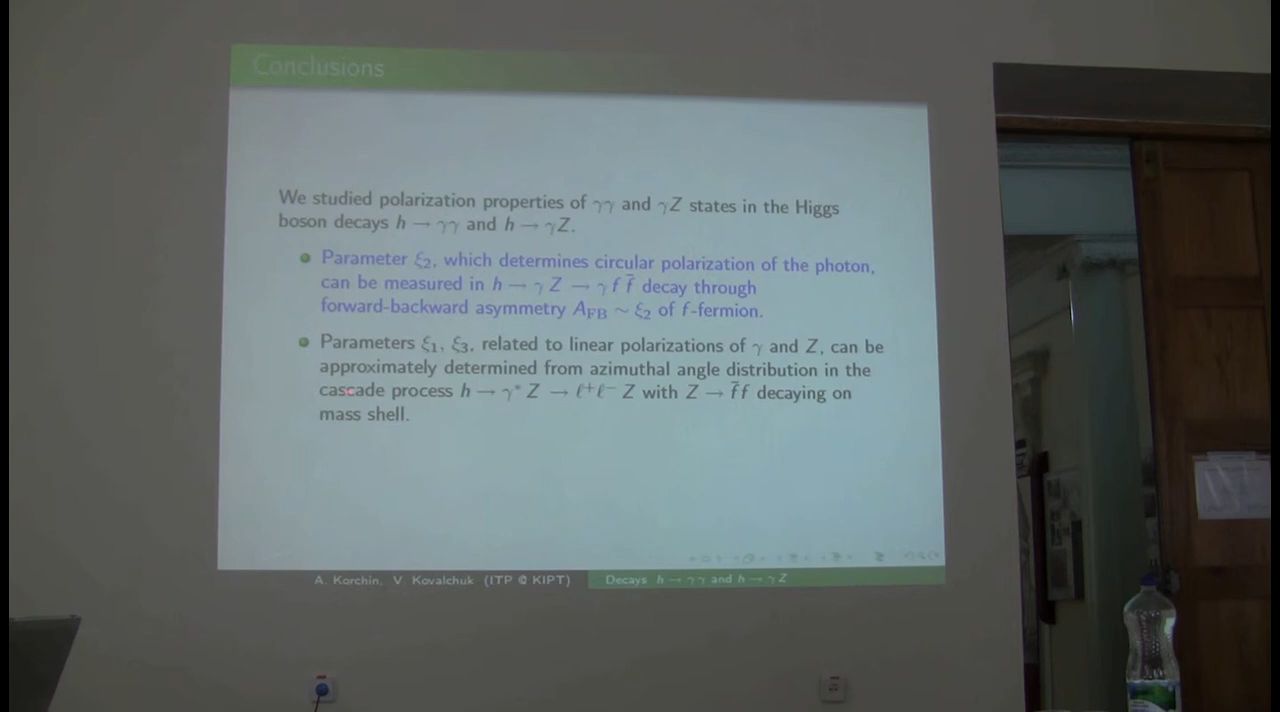 Conclusions
We studied polarization properties of γγ and γZ states in the Higgs
boson decays h → γγ and h → γZ.
Parameter ξ₂, which determines circular polarization of the photon,
can be measured in h → γ Z → γ f f̄ decay through
forward-backward asymmetry A_FB ~ ξ₂ of f-fermion.
Parameters ξ₁, ξ₃, related to linear polarizations of γ and Z, can be
approximately determined from azimuthal angle distribution in the
cascade process h → γ* Z → ℓ⁺ℓ⁻ Z with Z → f̄f decaying on
mass shell.
A. Korchin, V. Kovalchuk (ITP @ KIPT) Decays h → γγ and h → γZ